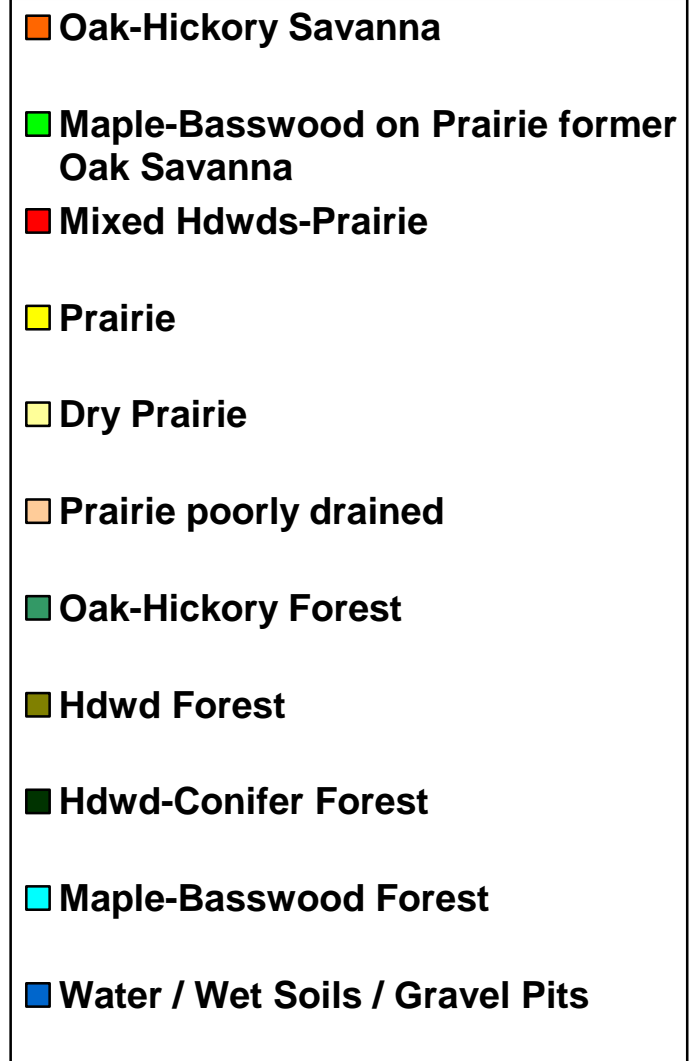 Oak-Hickory Savanna
Maple-Basswood on Prairie former
Oak Savanna
Mixed Hdwds-Prairie
Prairie
Dry Prairie
Prairie poorly drained
Oak-Hickory Forest
Hdwd Forest
Hdwd-Conifer Forest
Maple-Basswood Forest
Water / Wet Soils / Gravel Pits